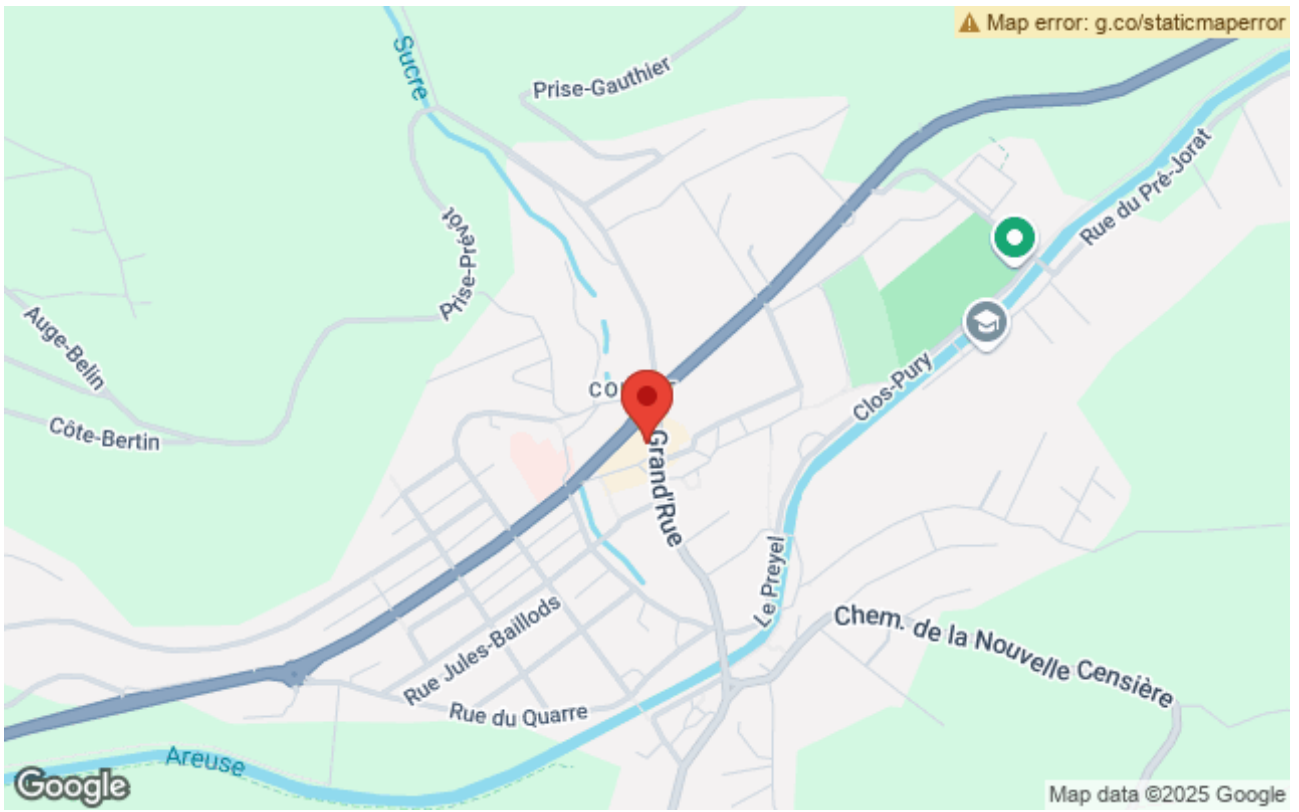 Map error: g.co/staticmaperror
Sucre
Prise-Gauthier
Rue du Pré-Jorat
Prise-Prévôt
Auge-Belin
Côte-Bertin
Clos-Pury
Grand'Rue
Le Preyel
Chem. de la Nouvelle Censière
Rue Jules-Baillods
Rue du Quarre
Areuse
Google
Map data ©2025 Google